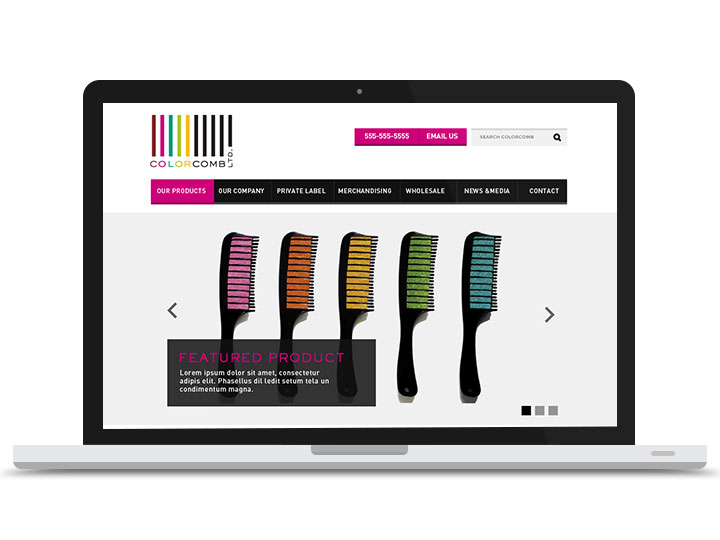 COLORCOMB LTD.
555-555-5555 EMAIL US
SEARCH COLORCOMB
OUR PRODUCTS OUR COMPANY PRIVATE LABEL MERCHANDISING WHOLESALE NEWS &MEDIA CONTACT
FEATURED PRODUCT
Lorem ipsum dolor sit amet, consectetur
adipis elit. Phasellus dil ledit setum tela un
condimentum magna.